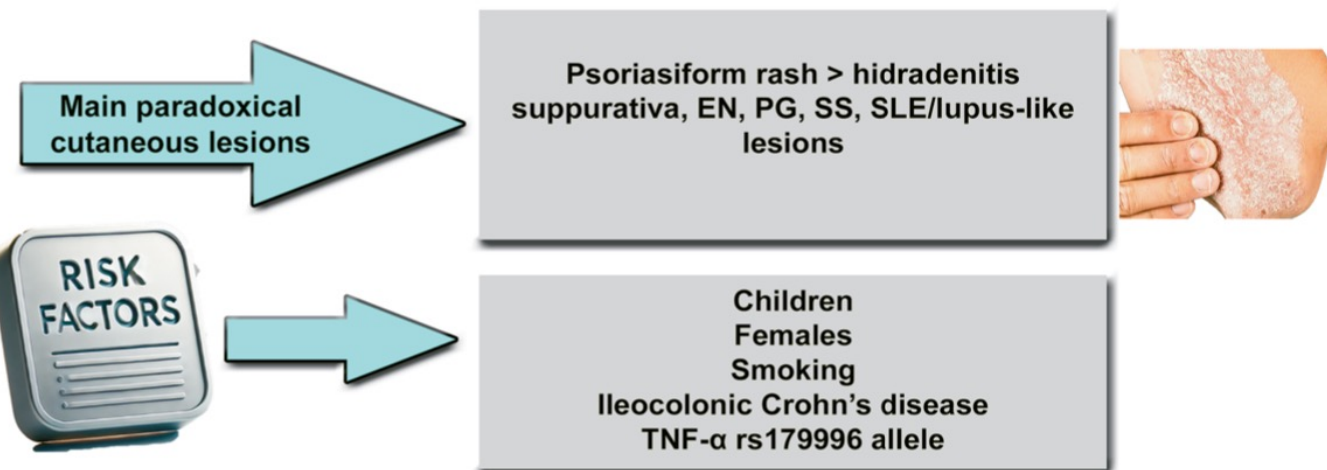 Main paradoxical
cutaneous lesions
Psoriasiform rash > hidradenitis
suppurativa, EN, PG, SS, SLE/lupus-like
lesions
RISK
FACTORS
Children
Females
Smoking
Ileocolonic Crohn's disease
TNF-α rs179996 allele